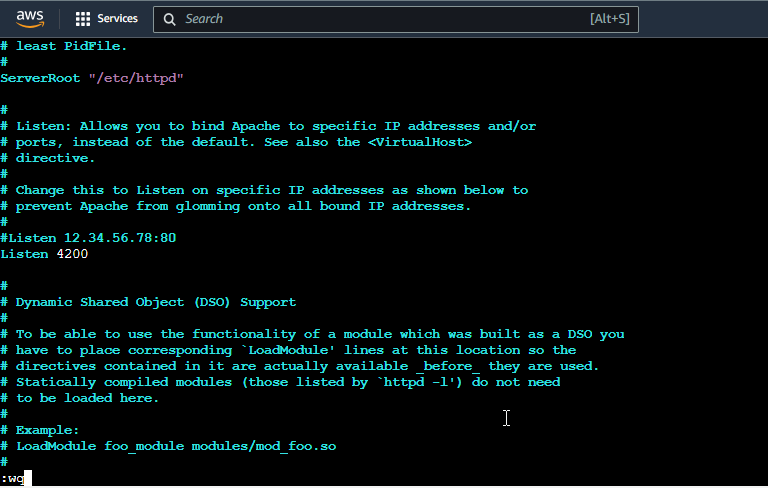 aws Services Search [Alt+S]
# least PidFile.
#
ServerRoot "/etc/httpd"
#
# Listen: Allows you to bind Apache to specific IP addresses and/or
# ports, instead of the default. See also the <VirtualHost>
# directive.
#
# Change this to Listen on specific IP addresses as shown below to
# prevent Apache from glomming onto all bound IP addresses.
#
#Listen 12.34.56.78:80
Listen 4200
#
# Dynamic Shared Object (DSO) Support
#
# To be able to use the functionality of a module which was built as a DSO you
# have to place corresponding `LoadModule' lines at this location so the
# directives contained in it are actually available _before_ they are used.
# Statically compiled modules (those listed by `httpd -l') do not need
# to be loaded here.
#
# Example:
# LoadModule foo_module modules/mod_foo.so
#
:wq